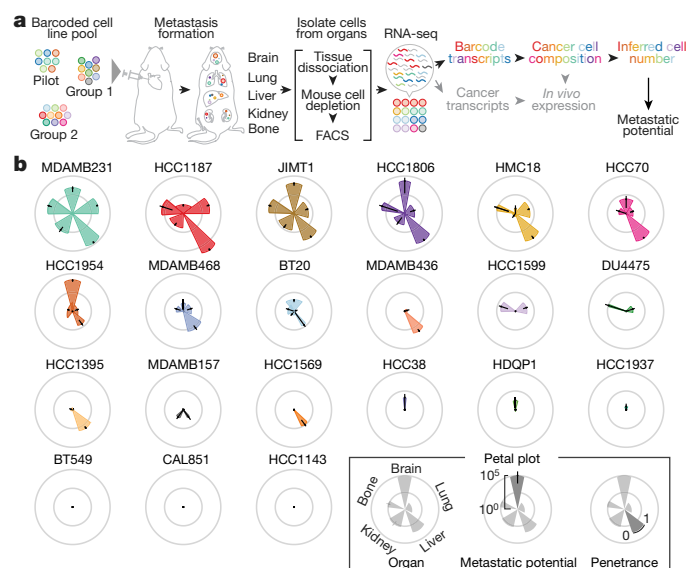 a
Barcoded cell
line pool
Pilot
Group 1
Group 2
Metastasis
formation
Brain
Lung
Liver
Kidney
Bone
Isolate cells
from organs
Tissue
dissociation
Mouse cell
depletion
FACS
RNA-seq
Barcode
transcripts
Cancer cell
composition
Inferred cell
number
Cancer
transcripts
In vivo
expression
Metastatic
potential
b
MDAMB231
HCC1187
JIMT1
HCC1806
HMC18
HCC70
HCC1954
MDAMB468
BT20
MDAMB436
HCC1599
DU4475
HCC1395
MDAMB157
HCC1569
HCC38
HDQP1
HCC1937
BT549
CAL851
HCC1143
Petal plot
Brain
Lung
Liver
Kidney
Bone
Organ
10⁵
10⁰
Metastatic potential
1
0
Penetrance